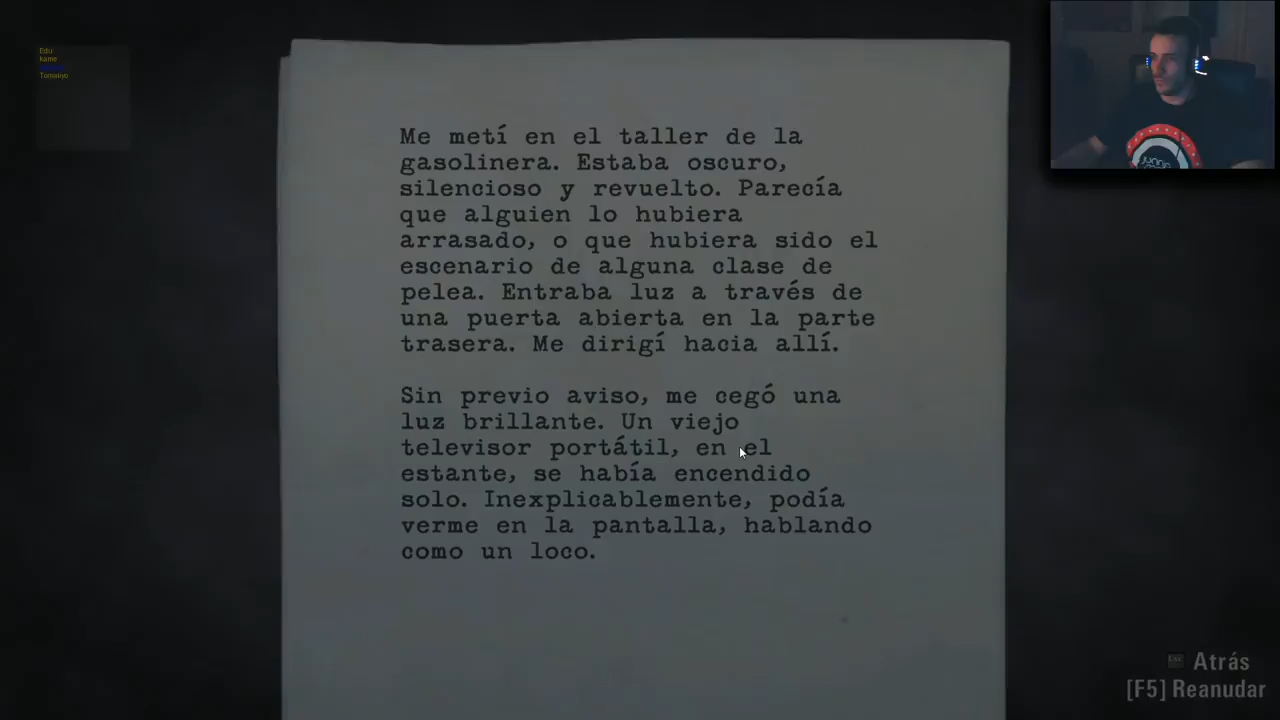 Edu
kame
Me metí en el taller de la
gasolinera. Estaba oscuro,
silencioso y revuelto. Parecía
que alguien lo hubiera
arrasado, o que hubiera sido el
escenario de alguna clase de
pelea. Entraba luz a través de
una puerta abierta en la parte
trasera. Me dirigí hacia allí.
Sin previo aviso, me cegó una
luz brillante. Un viejo
televisor portátil, en el
estante, se había encendido
solo. Inexplicablemente, podía
verme en la pantalla, hablando
como un loco.
Atrás
[F5] Reanudar